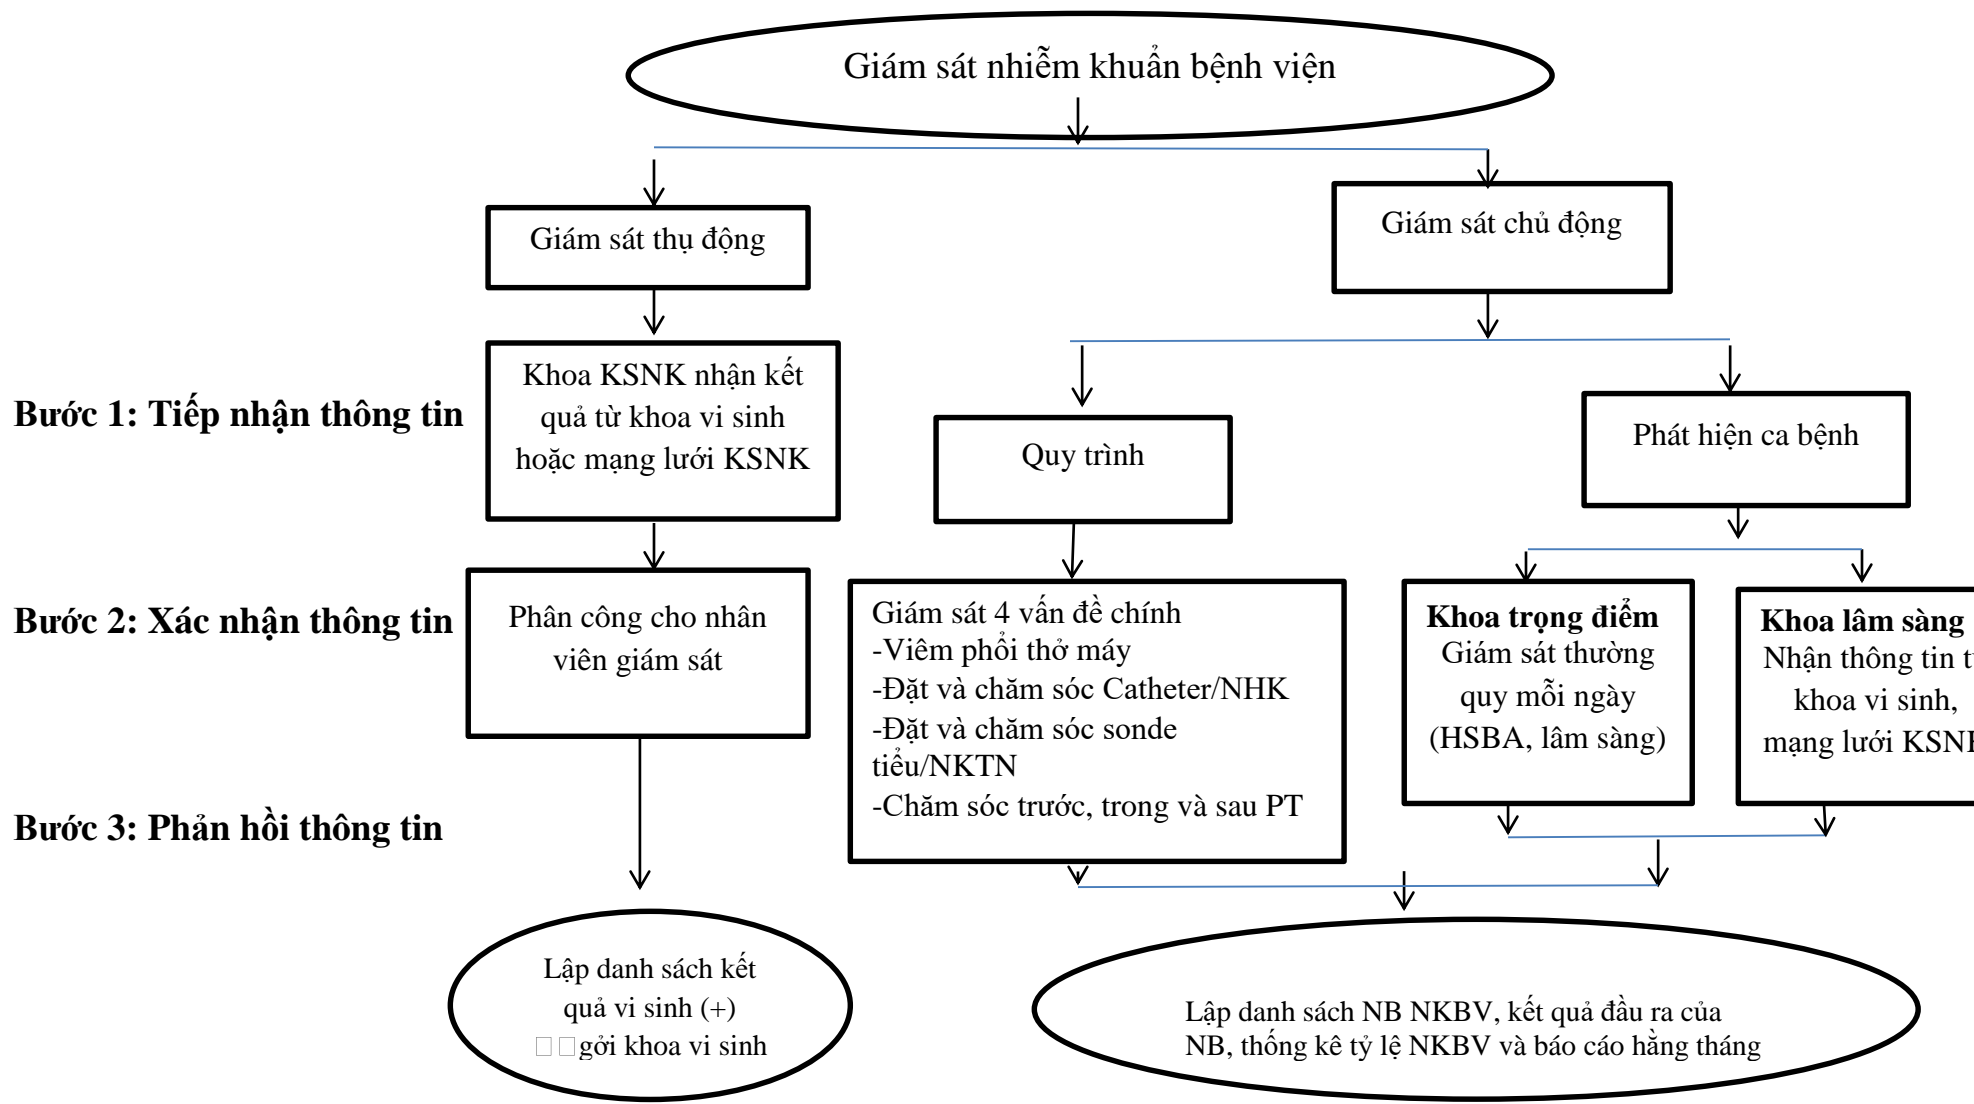 Giám sát nhiễm khuẩn bệnh viện
Giám sát thụ động
Giám sát chủ động
Bước 1: Tiếp nhận thông tin
Khoa KSNK nhận kết
quả từ khoa vi sinh
hoặc mạng lưới KSNK
Quy trình
Phát hiện ca bệnh
Bước 2: Xác nhận thông tin
Phân công cho nhân
viên giám sát
Giám sát 4 vấn đề chính
-Viêm phổi thở máy
-Đặt và chăm sóc Catheter/NHK
-Đặt và chăm sóc sonde
tiểu/NKTN
-Chăm sóc trước, trong và sau PT
Khoa trọng điểm
Giám sát thường
quy mỗi ngày
(HSBA, lâm sàng)
Khoa lâm sàng
Nhận thông tin
khoa vi sinh,
mạng lưới
Bước 3: Phản hồi thông tin
Lập danh sách kết
quả vi sinh (+)
gởi khoa vi sinh
Lập danh sách NB NKBV, kết quả đầu ra của
NB, thống kê tỷ lệ NKBV và báo cáo hằng tháng